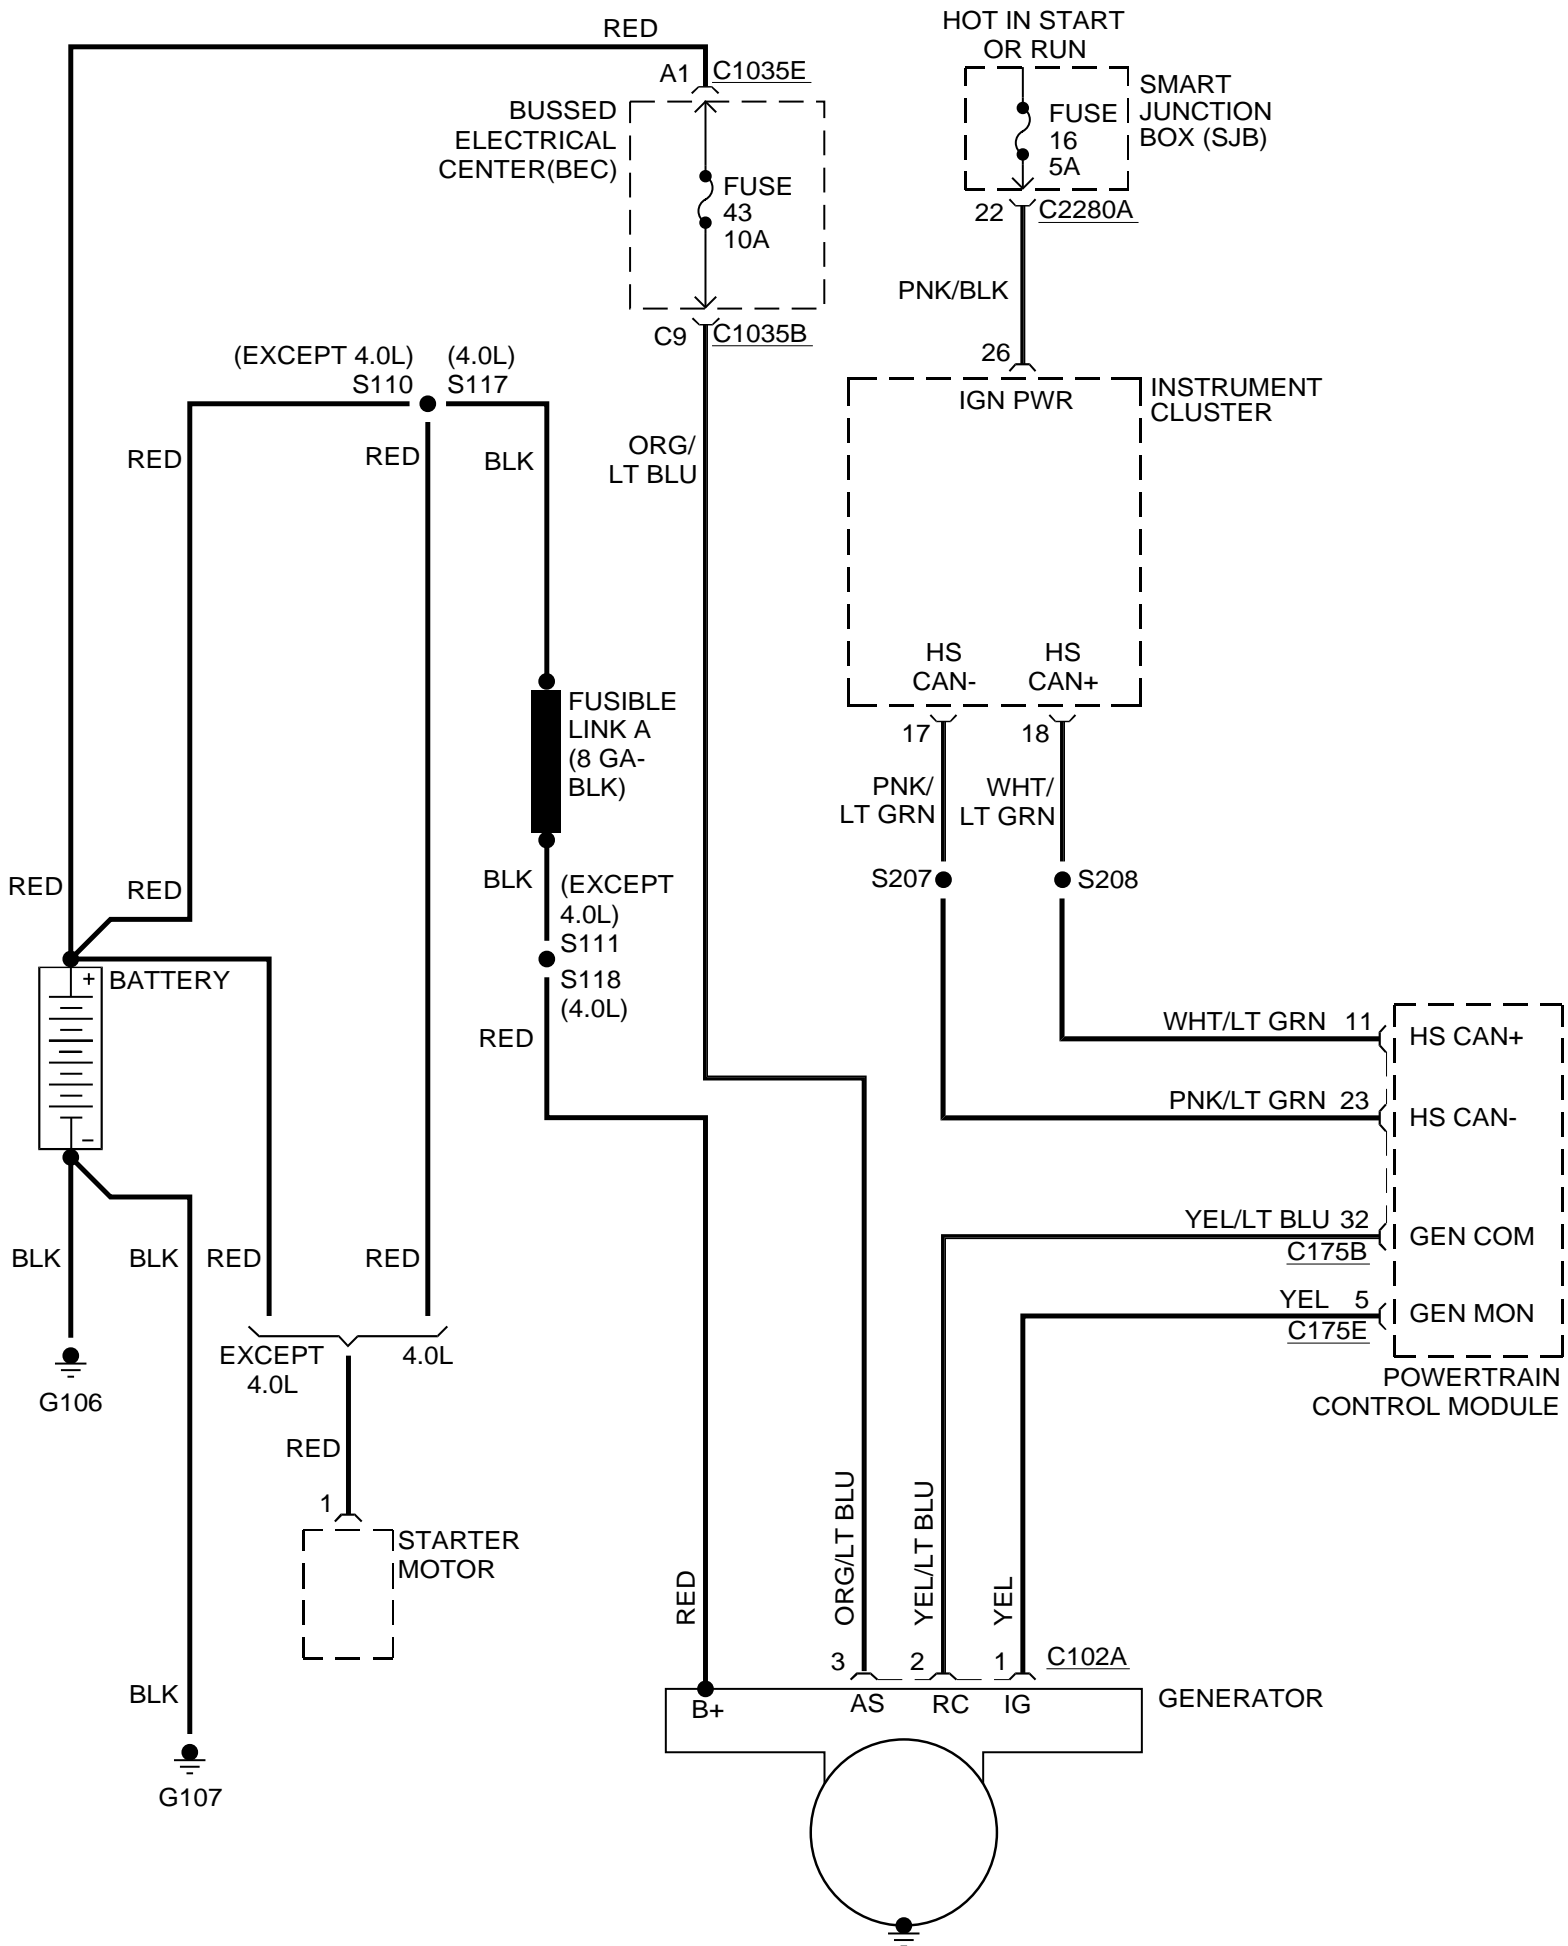 RED
HOT IN START
OR RUN
A1 C1035E
BUSSED
ELECTRICAL
CENTER(BEC)
FUSE
43
10A
SMART
JUNCTION
BOX (SJB)
FUSE
16
5A
22 C2280A
PNK/BLK
C9 C1035B
26
(EXCEPT 4.0L)
S110
(4.0L)
S117
IGN PWR
INSTRUMENT
CLUSTER
RED
RED
BLK
ORG/
LT BLU
HS
CAN-
HS
CAN+
17
18
FUSIBLE
LINK A
(8 GA-
BLK)
PNK/
LT GRN
WHT/
LT GRN
S207
S208
RED
RED
BLK
(EXCEPT
4.0L)
S111
S118
(4.0L)
RED
+
BATTERY
–
WHT/LT GRN 11
HS CAN+
PNK/LT GRN 23
HS CAN-
YEL/LT BLU 32
C175B
GEN COM
YEL 5
C175E
GEN MON
POWERTRAIN
CONTROL MODULE
BLK
BLK
RED
RED
EXCEPT
4.0L
4.0L
G106
RED
1
STARTER
MOTOR
RED
ORG/LT BLU
YEL/LT BLU
YEL
3
2
1
C102A
BLK
B+
AS
RC
IG
GENERATOR
G107